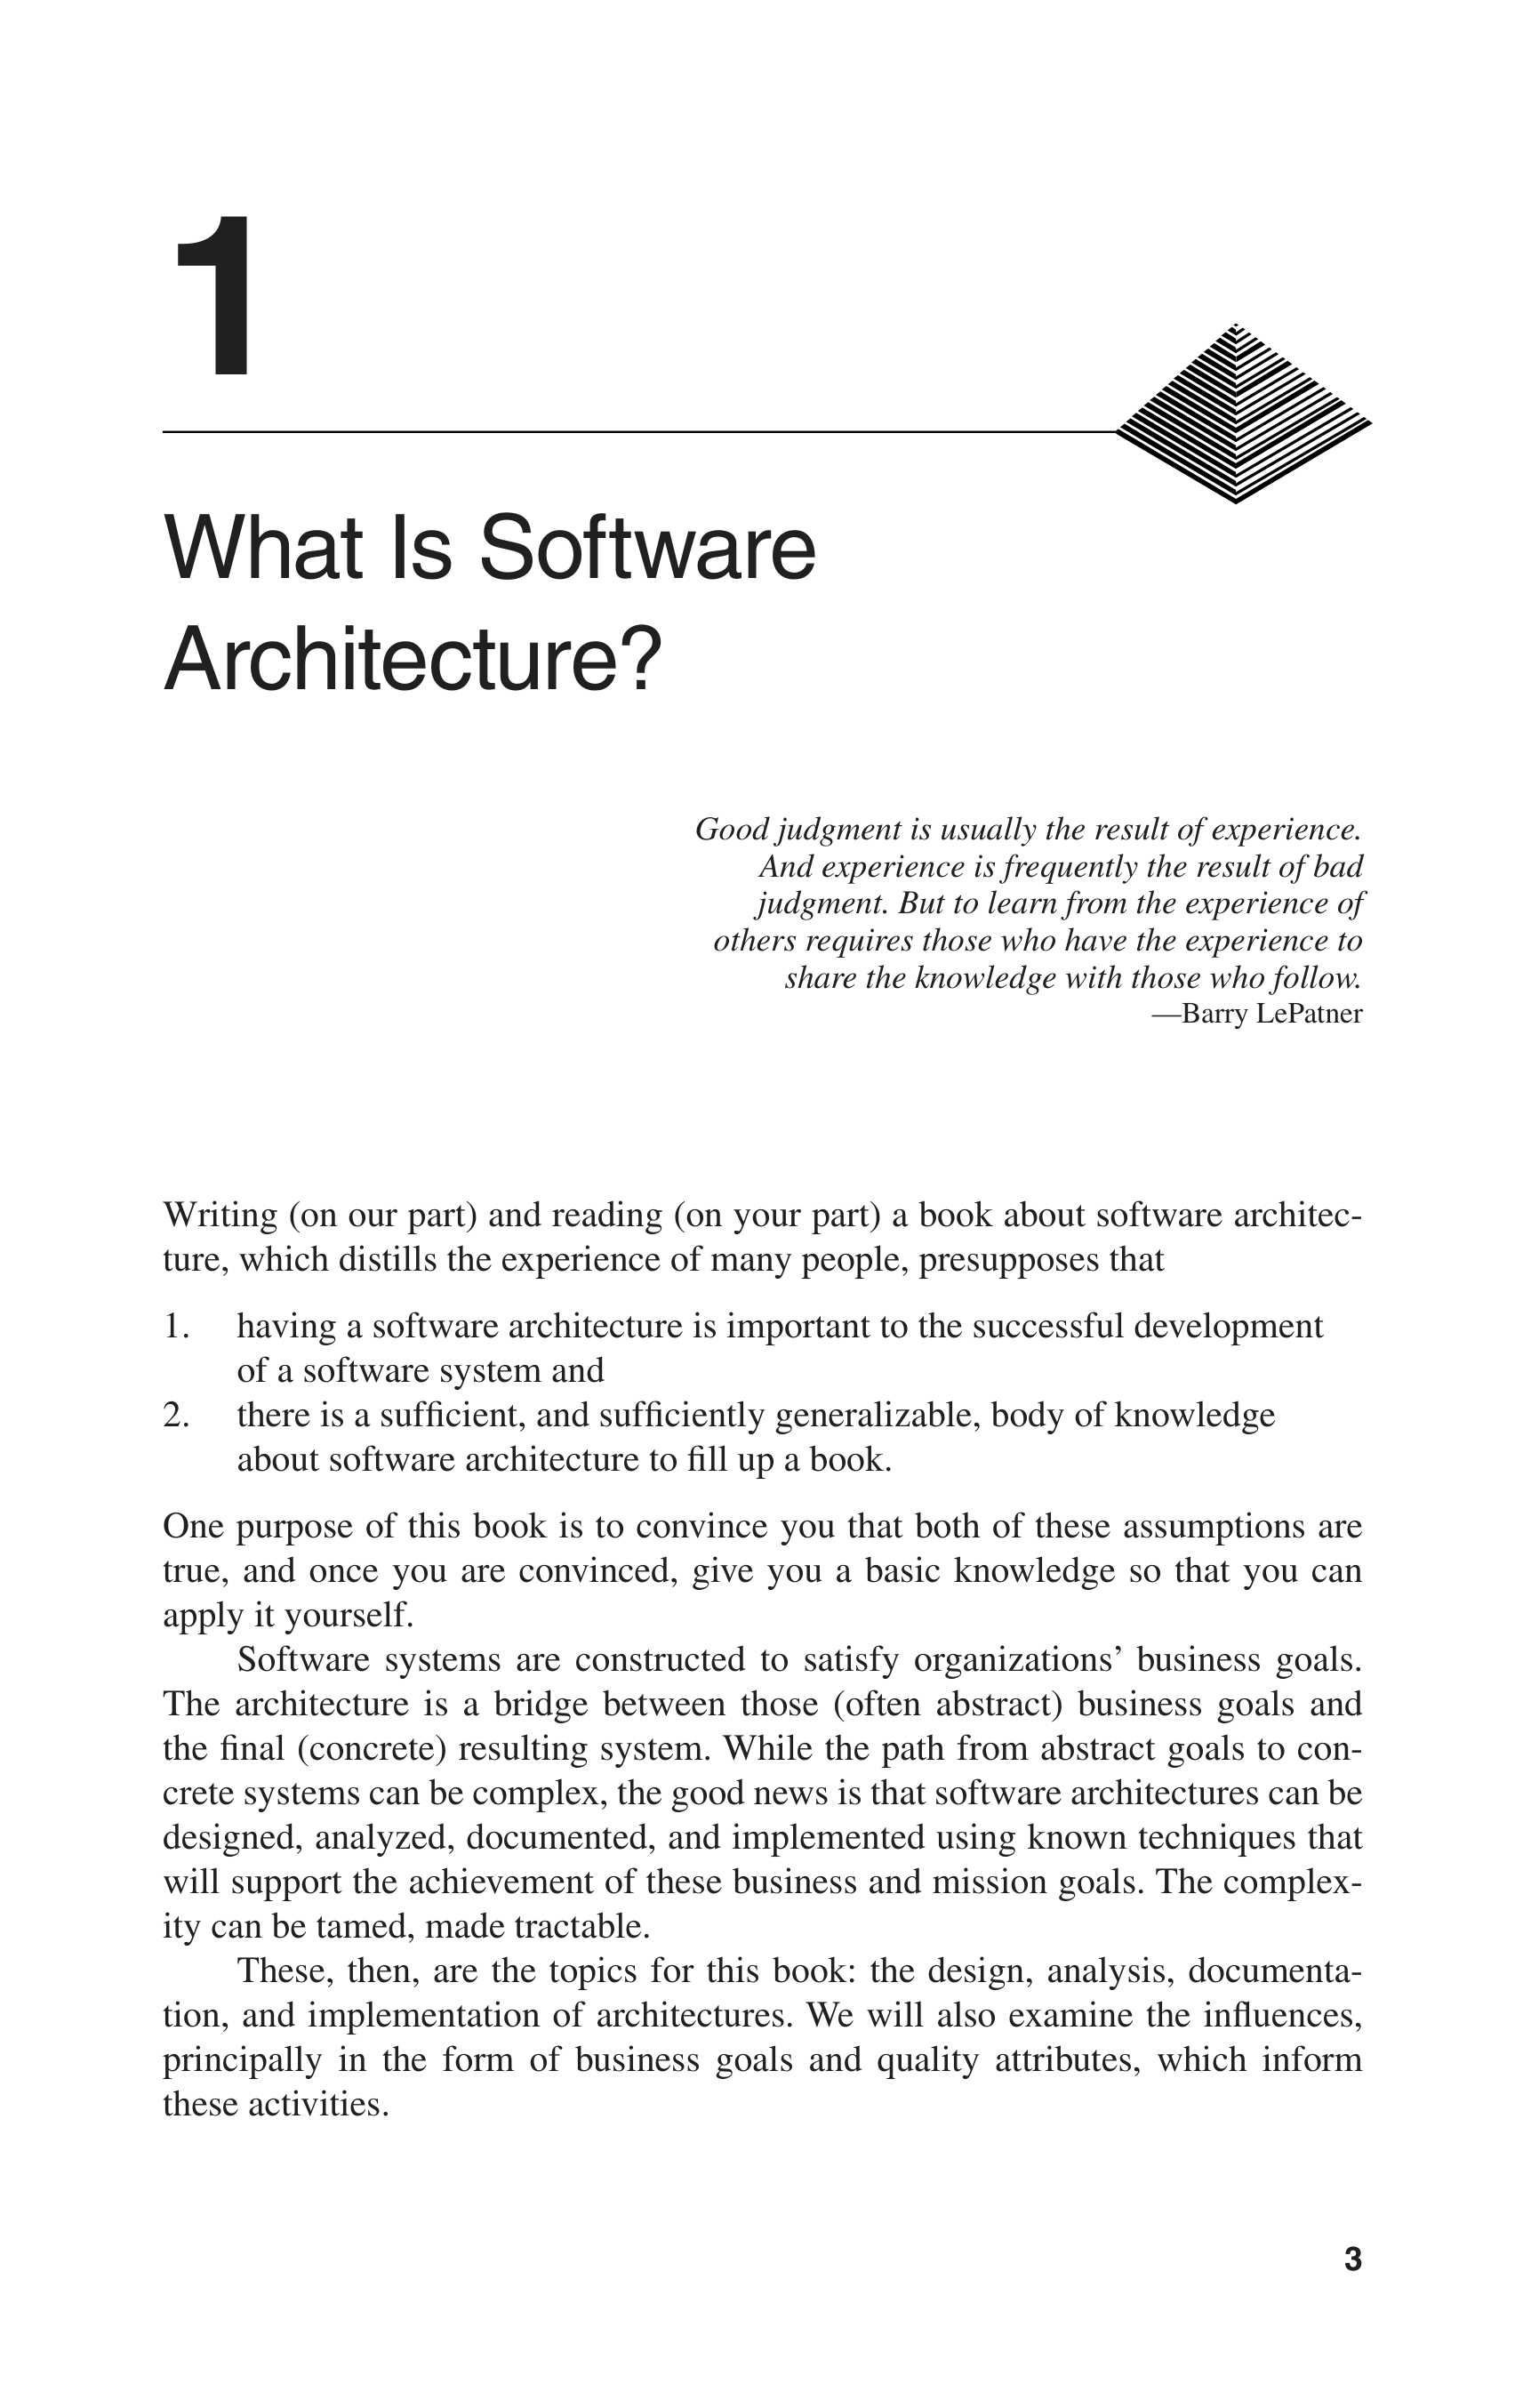 1
What Is Software
Architecture?
Good judgment is usually the result of experience.
And experience is frequently the result of bad
judgment. But to learn from the experience of
others requires those who have the experience to
share the knowledge with those who follow.
—Barry LePatner
Writing (on our part) and reading (on your part) a book about software architec-
ture, which distills the experience of many people, presupposes that
1. having a software architecture is important to the successful development
of a software system and
2. there is a sufficient, and sufficiently generalizable, body of knowledge
about software architecture to fill up a book.
One purpose of this book is to convince you that both of these assumptions are
true, and once you are convinced, give you a basic knowledge so that you can
apply it yourself.
Software systems are constructed to satisfy organizations’ business goals.
The architecture is a bridge between those (often abstract) business goals and
the final (concrete) resulting system. While the path from abstract goals to con-
crete systems can be complex, the good news is that software architectures can be
designed, analyzed, documented, and implemented using known techniques that
will support the achievement of these business and mission goals. The complex-
ity can be tamed, made tractable.
These, then, are the topics for this book: the design, analysis, documenta-
tion, and implementation of architectures. We will also examine the influences,
principally in the form of business goals and quality attributes, which inform
these activities.
3